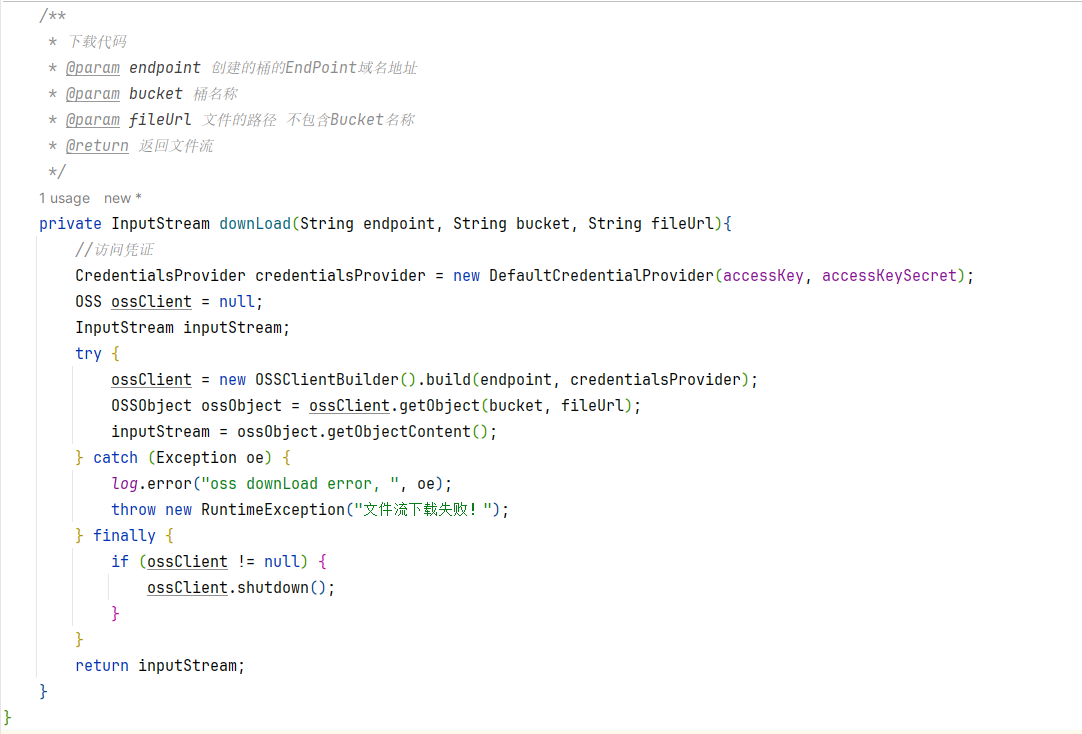 /**
 * 下载代码
 * @param endpoint 创建的桶的EndPoint域名地址
 * @param bucket 桶名称
 * @param fileUrl 文件的路径 不包含Bucket名称
 * @return 返回文件流
 */
1 usage new *
private InputStream downLoad(String endpoint, String bucket, String fileUrl){
    //访问凭证
    CredentialsProvider credentialsProvider = new DefaultCredentialProvider(accessKey, accessKeySecret);
    OSS ossClient = null;
    InputStream inputStream;
    try {
        ossClient = new OSSClientBuilder().build(endpoint, credentialsProvider);
        OSSObject ossObject = ossClient.getObject(bucket, fileUrl);
        inputStream = ossObject.getObjectContent();
    } catch (Exception oe) {
        log.error("oss downLoad error, ", oe);
        throw new RuntimeException("文件流下载失败！");
    } finally {
        if (ossClient != null) {
            ossClient.shutdown();
        }
    }
    return inputStream;
}
}